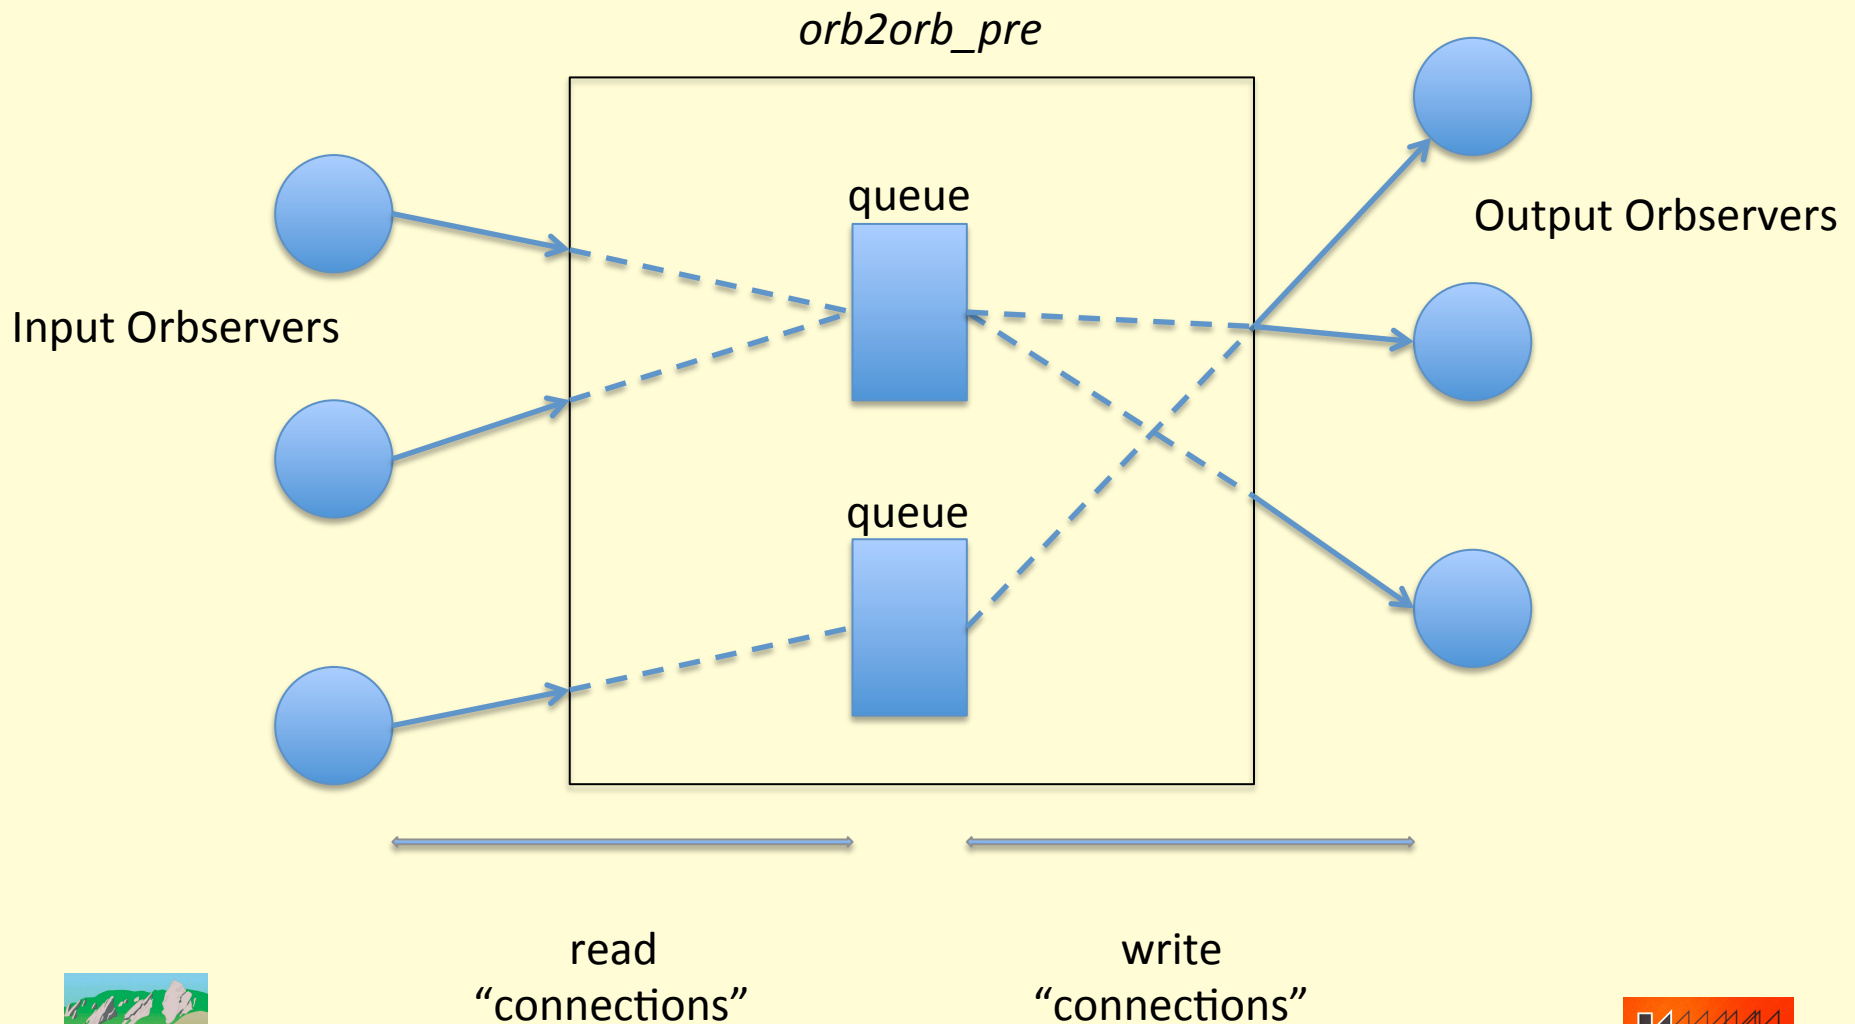 orb2orb_pre
queue
Output Orbservers
Input Orbservers
queue
read
“connections”
write
“connections”